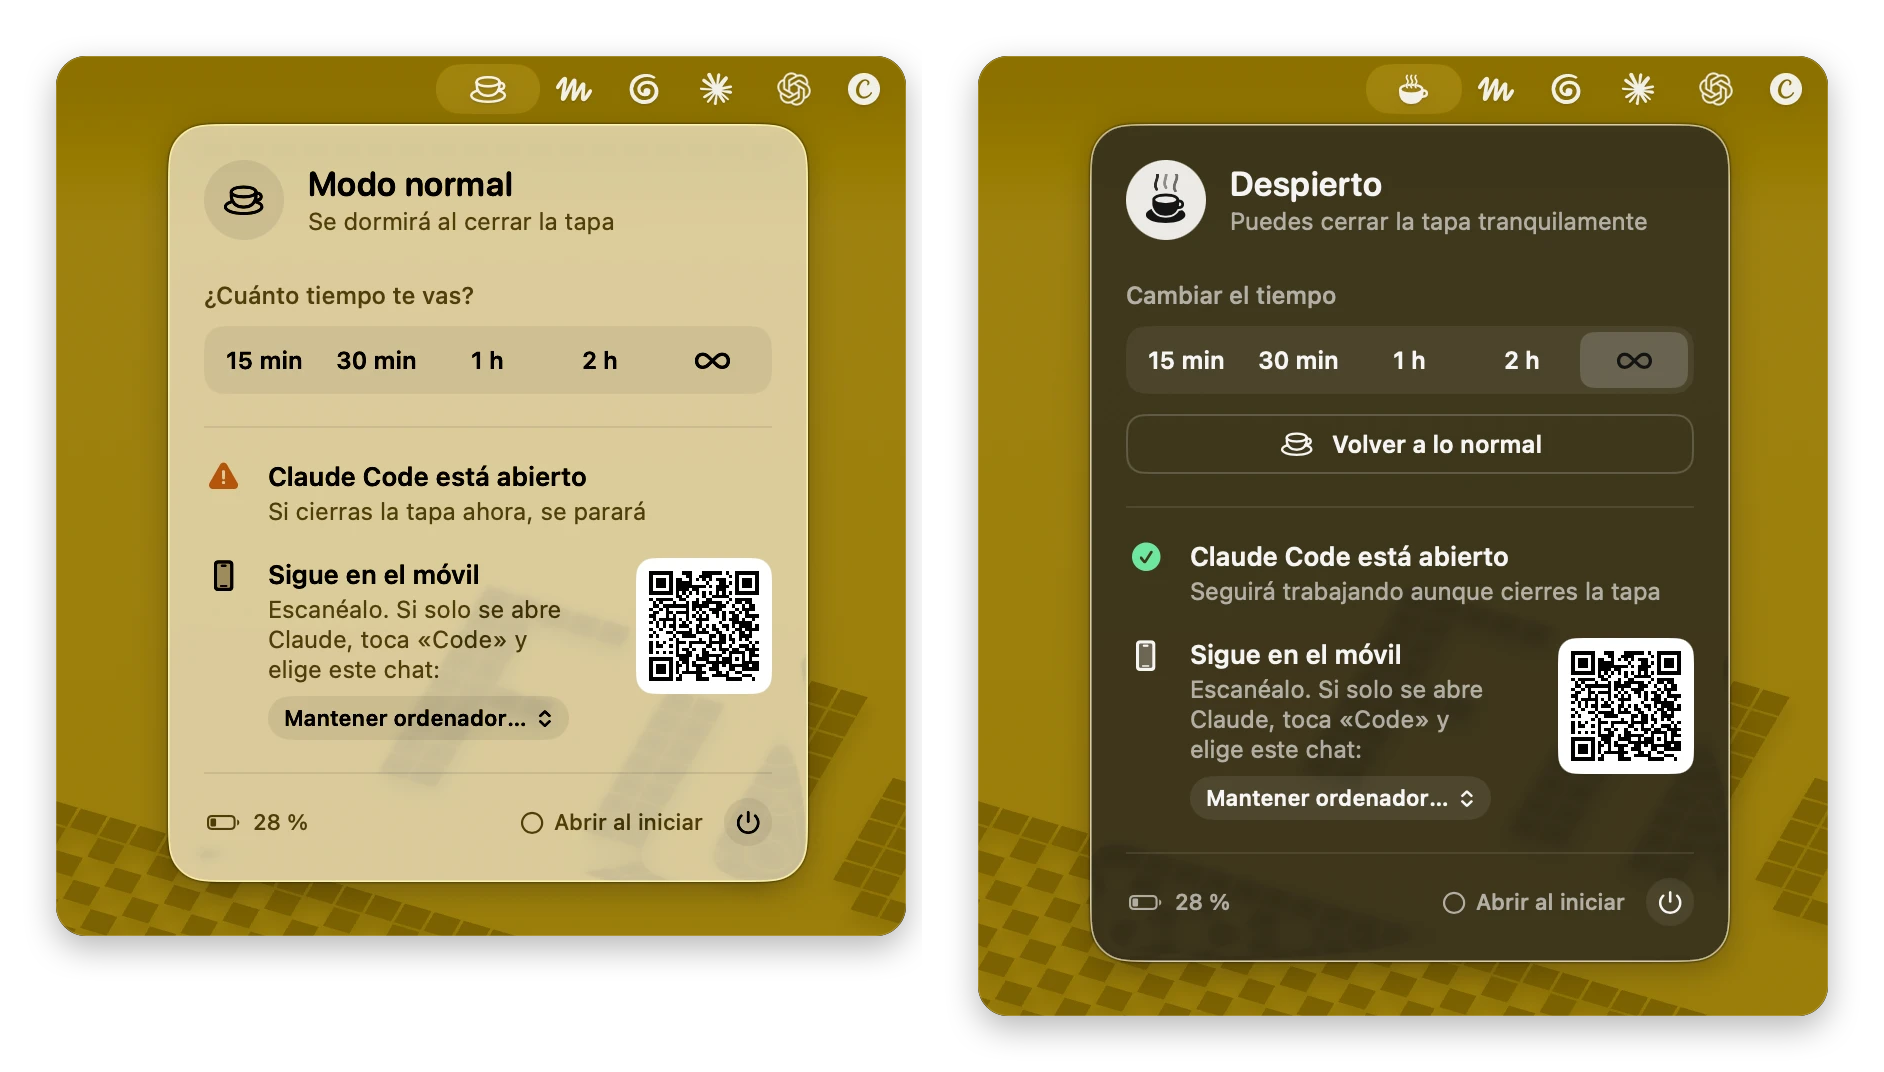 Modo normal
Se dormirá al cerrar la tapa
¿Cuánto tiempo te vas?
15 min 30 min 1 h 2 h ∞
Claude Code está abierto
Si cierras la tapa ahora, se parará
Sigue en el móvil
Escanéalo. Si solo se abre
Claude, toca «Code» y
elige este chat:
Mantener ordenador...
28 % Abrir al iniciar
Despierto
Puedes cerrar la tapa tranquilamente
Cambiar el tiempo
15 min 30 min 1 h 2 h ∞
Volver a lo normal
Claude Code está abierto
Seguirá trabajando aunque cierres la tapa
Sigue en el móvil
Escanéalo. Si solo se abre
Claude, toca «Code» y
elige este chat:
Mantener ordenador...
28 % Abrir al iniciar